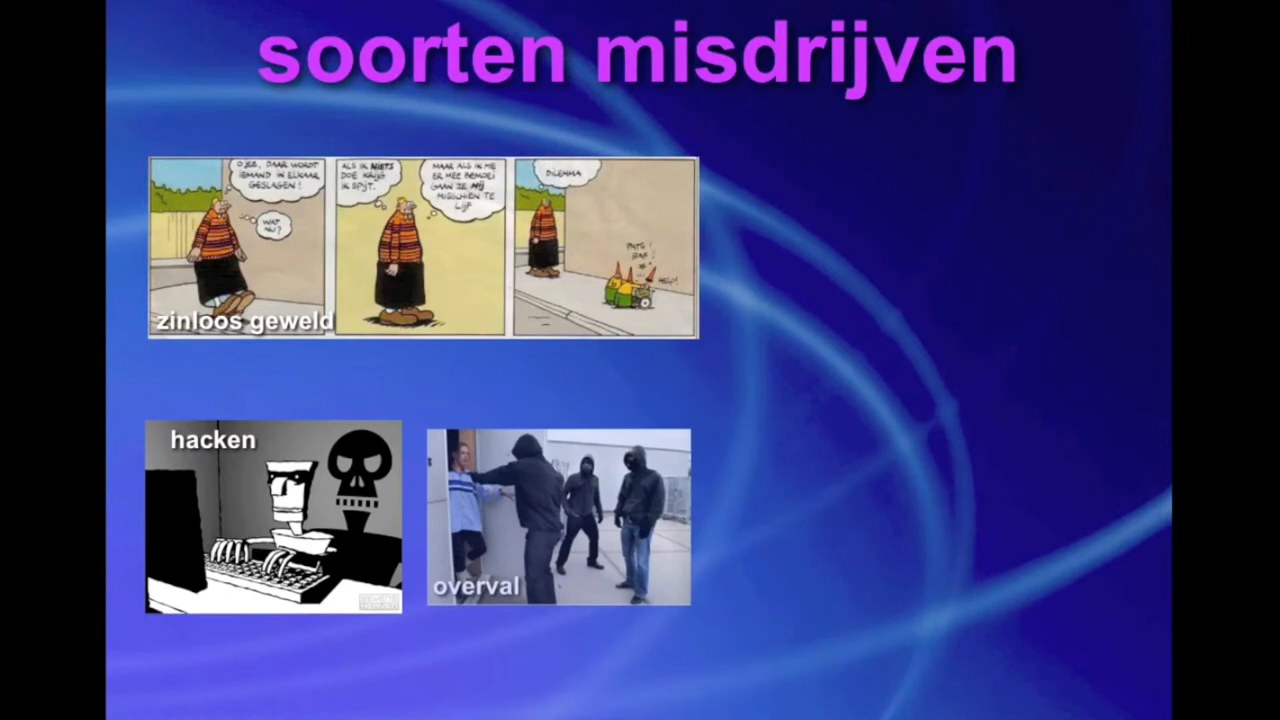 soorten misdrijven
OJEE, DAAR WORDT
IEMAND IN ELKAAR
GESLAGEN!
WAT
NU?
ALS IK NIETS
DOE KRIJG
IK SPIJT.
MAAR ALS IK ME
ER MEE BEMOEI
GAAN ZE MIJ
MISSCHIEN TE
LIJF
DILEMMA
zinloos geweld
hacken
overval